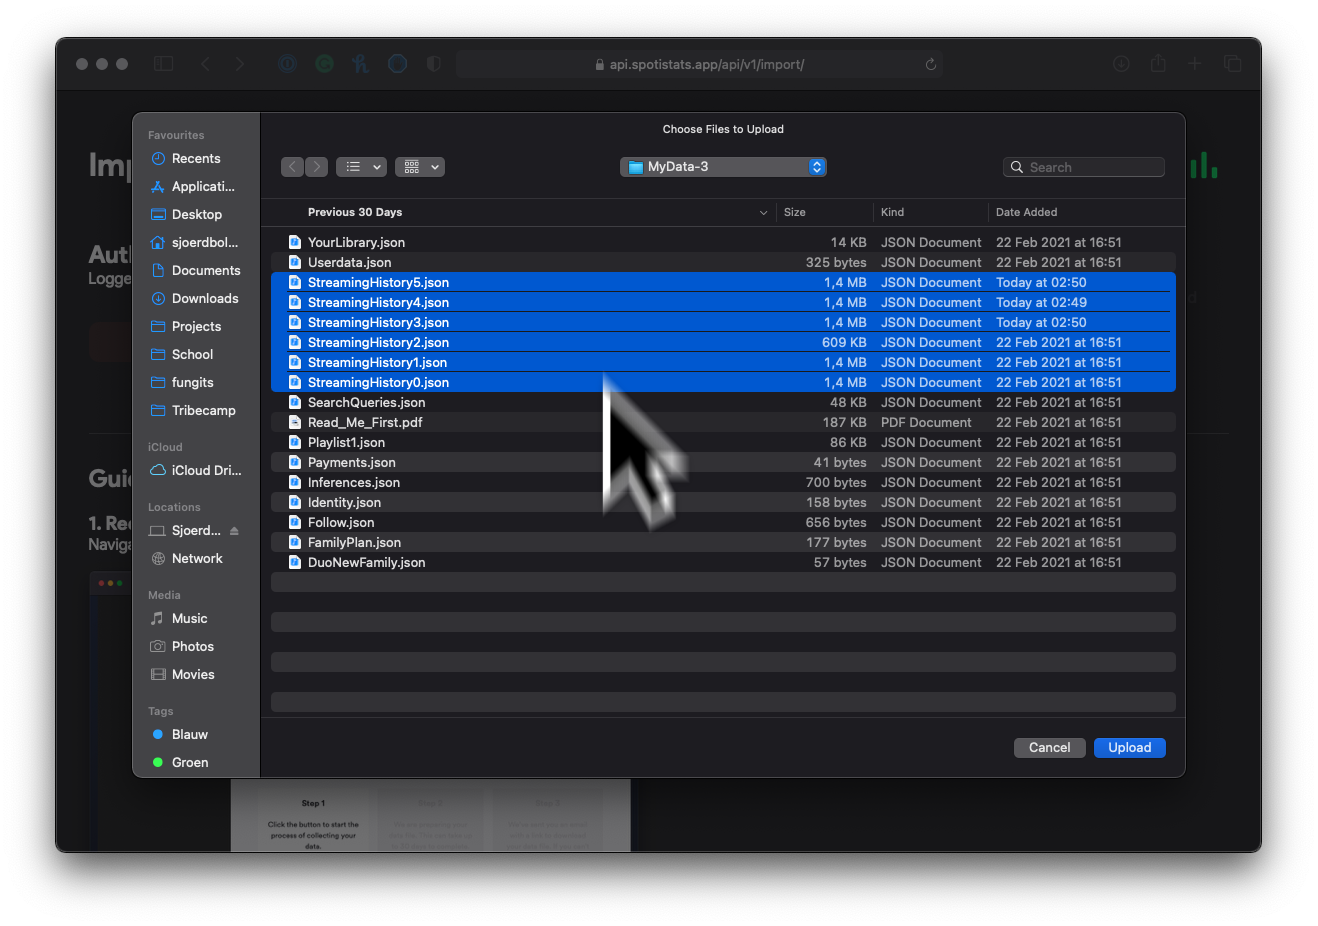 api.spotistats.app/api/v1/import/
Choose Files to Upload
MyData-3
Search
Favourites
Recents
Applicati...
Desktop
sjoerdbol...
Documents
Downloads
Projects
School
fungits
Tribecamp
iCloud
iCloud Dri...
Locations
Sjoerd...
Network
Media
Music
Photos
Movies
Tags
Blauw
Groen
Previous 30 Days Size Kind Date Added
YourLibrary.json 14 KB JSON Document 22 Feb 2021 at 16:51
Userdata.json 325 bytes JSON Document 22 Feb 2021 at 16:51
StreamingHistory5.json 1,4 MB JSON Document Today at 02:50
StreamingHistory4.json 1,4 MB JSON Document Today at 02:49
StreamingHistory3.json 1,4 MB JSON Document Today at 02:50
StreamingHistory2.json 609 KB JSON Document 22 Feb 2021 at 16:51
StreamingHistory1.json 1,4 MB JSON Document 22 Feb 2021 at 16:51
StreamingHistory0.json 1,4 MB JSON Document 22 Feb 2021 at 16:51
SearchQueries.json 48 KB JSON Document 22 Feb 2021 at 16:51
Read_Me_First.pdf 187 KB PDF Document 22 Feb 2021 at 16:51
Playlist1.json 86 KB JSON Document 22 Feb 2021 at 16:51
Payments.json 41 bytes JSON Document 22 Feb 2021 at 16:51
Inferences.json 700 bytes JSON Document 22 Feb 2021 at 16:51
Identity.json 158 bytes JSON Document 22 Feb 2021 at 16:51
Follow.json 656 bytes JSON Document 22 Feb 2021 at 16:51
FamilyPlan.json 177 bytes JSON Document 22 Feb 2021 at 16:51
DuoNewFamily.json 57 bytes JSON Document 22 Feb 2021 at 16:51
Cancel Upload
Imp
Aut
Logge
Gui
1. Re
Naviga
Step 1 Step 2 Step 3
Click the button to start the
process of collecting your
data.